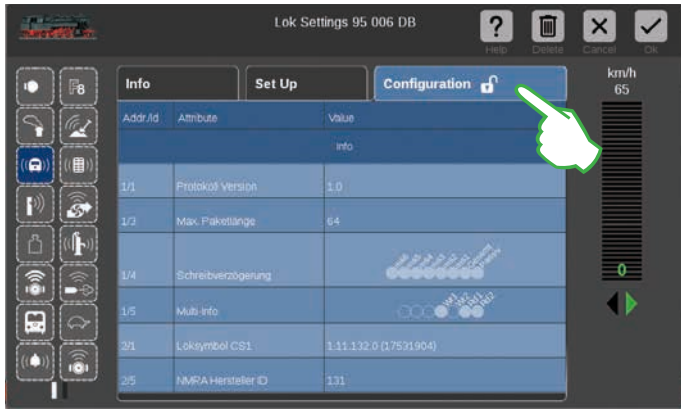 Lok Settings 95 006 DB
?
Help
Delete
Cancel
Ok
F8
Info
Set Up
Configuration
km/h
65
Addr./Id Attribute Value
Info
1/1 Protokoll Version 1.0
1/3 Max. Paketlänge 64
1/4 Schreibverzögerung
1/5 Multi-Info
2/1 Loksymbol CS1 1.11.132.0 (17531904)
2/5 NMRA Hersteller ID 131
0